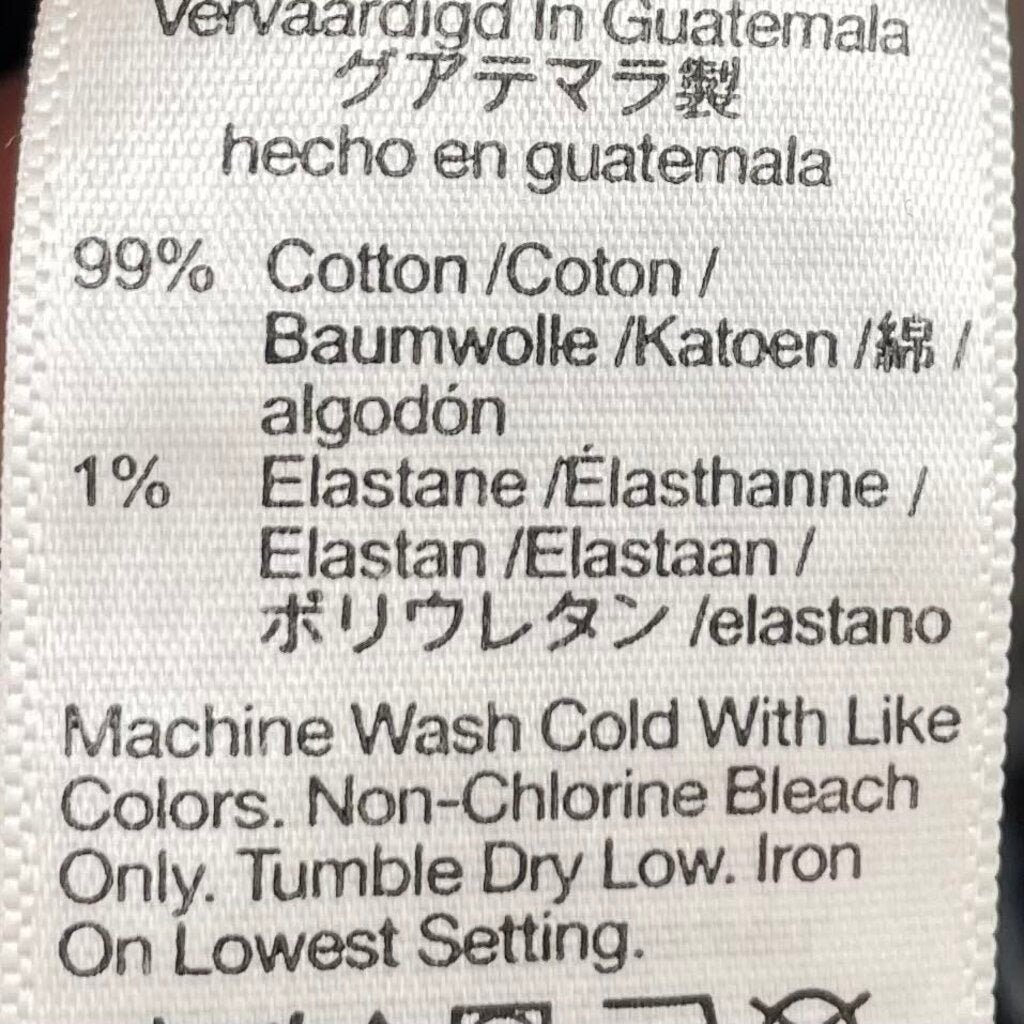 Vervaardigd In Guatemala
グアテマラ製
hecho en guatemala
99% Cotton /Coton /
Baumwolle /Katoen /綿 /
algodón
1% Elastane /Élasthanne /
Elastan /Elastaan /
ポリウレタン /elastano
Machine Wash Cold With Like
Colors. Non-Chlorine Bleach
Only. Tumble Dry Low. Iron
On Lowest Setting.